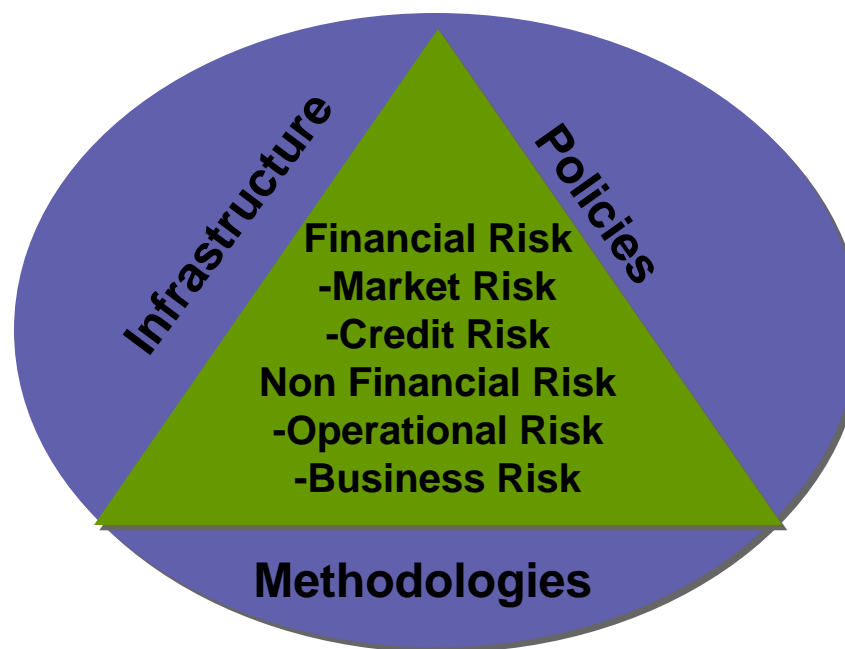 Infrastructure
Policies
Financial Risk
-Market Risk
-Credit Risk
Non Financial Risk
-Operational Risk
-Business Risk
Methodologies